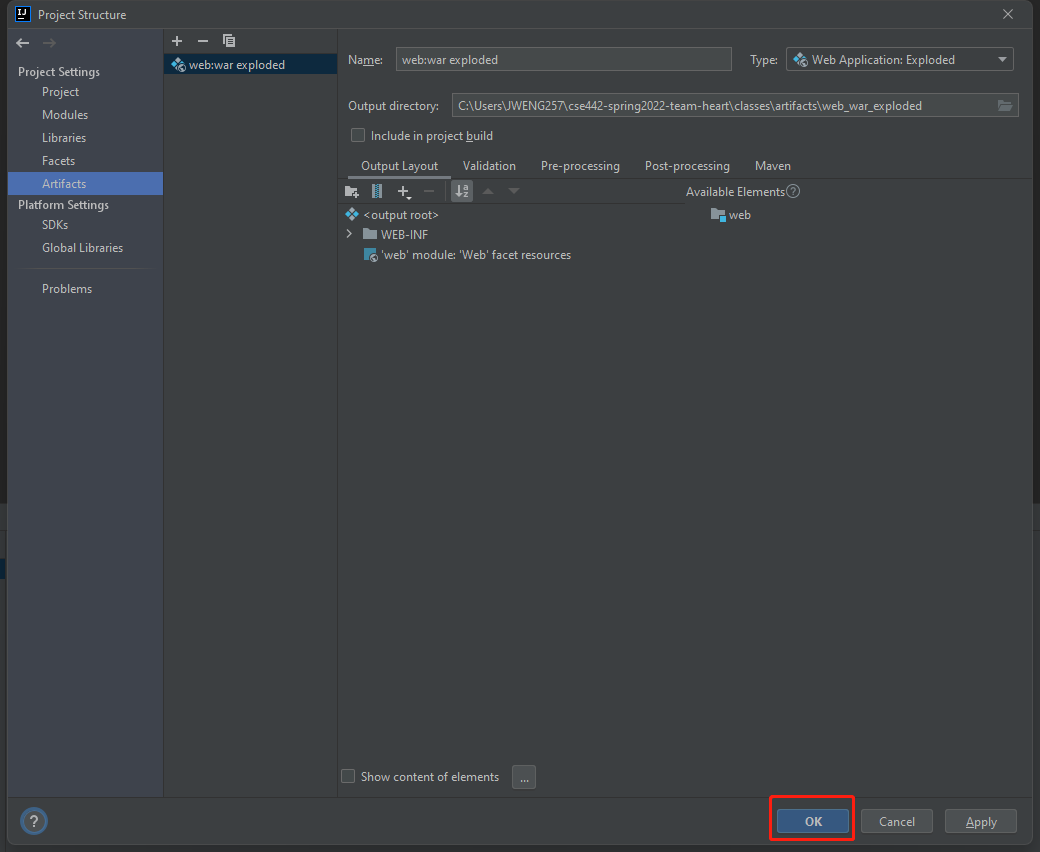 Project Structure
Project Settings
Project
Modules
Libraries
Facets
Artifacts
Platform Settings
SDKs
Global Libraries
Problems
web:war exploded
Name: web:war exploded Type: Web Application: Exploded
Output directory: C:\Users\JWENG257\cse442-spring2022-team-heart\classes\artifacts\web_war_exploded
Include in project build
Output Layout Validation Pre-processing Post-processing Maven
Available Elements ?
<output root>
web
WEB-INF
'web' module: 'Web' facet resources
Show content of elements ...
? OK Cancel Apply